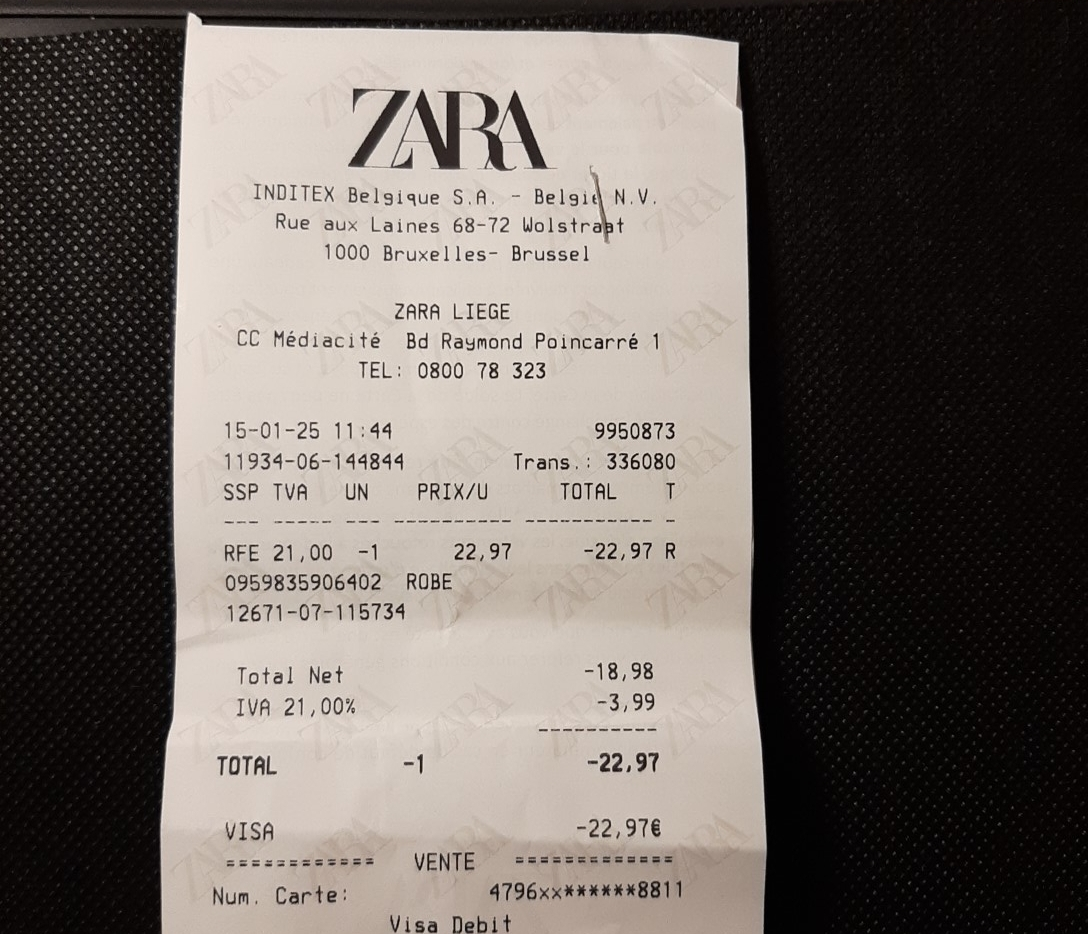 ZARA
INDITEX Belgique S.A. - België N.V.
Rue aux Laines 68-72 Wolstraat
1000 Bruxelles- Brussel
ZARA LIEGE
CC Médiacité Bd Raymond Poincarré 1
TEL: 0800 78 323
15-01-25 11:44 9950873
11934-06-144844 Trans.: 336080
SSP TVA UN PRIX/U TOTAL T
--- ----- --- ---------- ----------- -
RFE 21,00 -1 22,97 -22,97 R
0959835906402 ROBE
12671-07-115734
Total Net -18,98
IVA 21,00% -3,99
----------
TOTAL -1 -22,97
VISA -22,97€
============ VENTE =============
Num. Carte: 4796xx******8811
Visa Debit